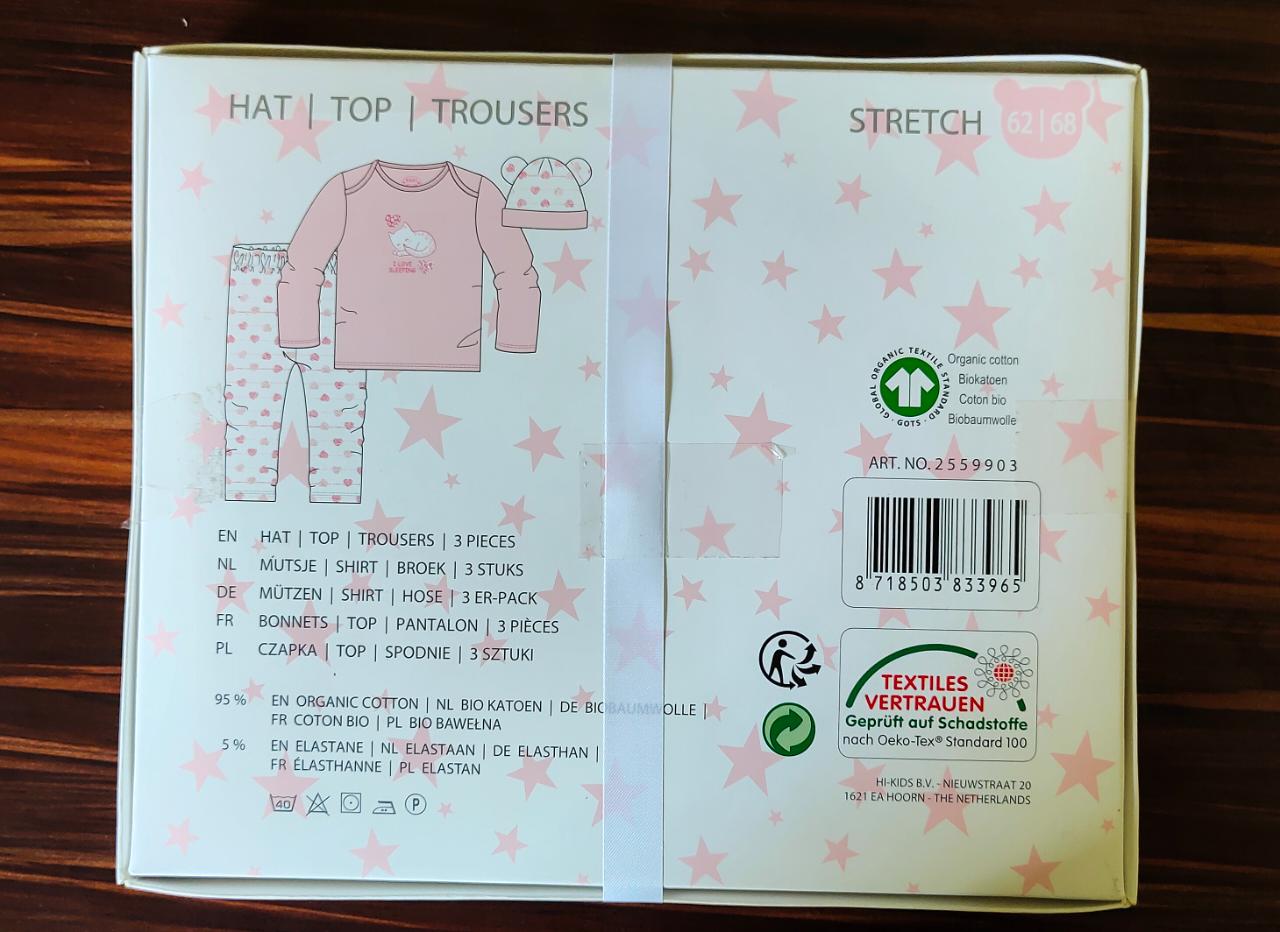 HAT | TOP | TROUSERS
STRETCH 62|68
I LOVE
SLEEPING
GLOBAL ORGANIC TEXTILE STANDARD · GOTS ·
Organic cotton
Biokatoen
Coton bio
Biobaumwolle
ART. NO. 2559903
8 718503 833965
EN HAT | TOP | TROUSERS | 3 PIECES
NL MUTSJE | SHIRT | BROEK | 3 STUKS
DE MÜTZEN | SHIRT | HOSE | 3 ER-PACK
FR BONNETS | TOP | PANTALON | 3 PIÈCES
PL CZAPKA | TOP | SPODNIE | 3 SZTUKI
95 % EN ORGANIC COTTON | NL BIO KATOEN | DE BIOBAUMWOLLE |
FR COTON BIO | PL BIO BAWEŁNA
5 % EN ELASTANE | NL ELASTAAN | DE ELASTHAN |
FR ÉLASTHANNE | PL ELASTAN
40 P
TEXTILES
VERTRAUEN
Geprüft auf Schadstoffe
nach Oeko-Tex® Standard 100
HI-KIDS B.V. - NIEUWSTRAAT 20
1621 EA HOORN - THE NETHERLANDS